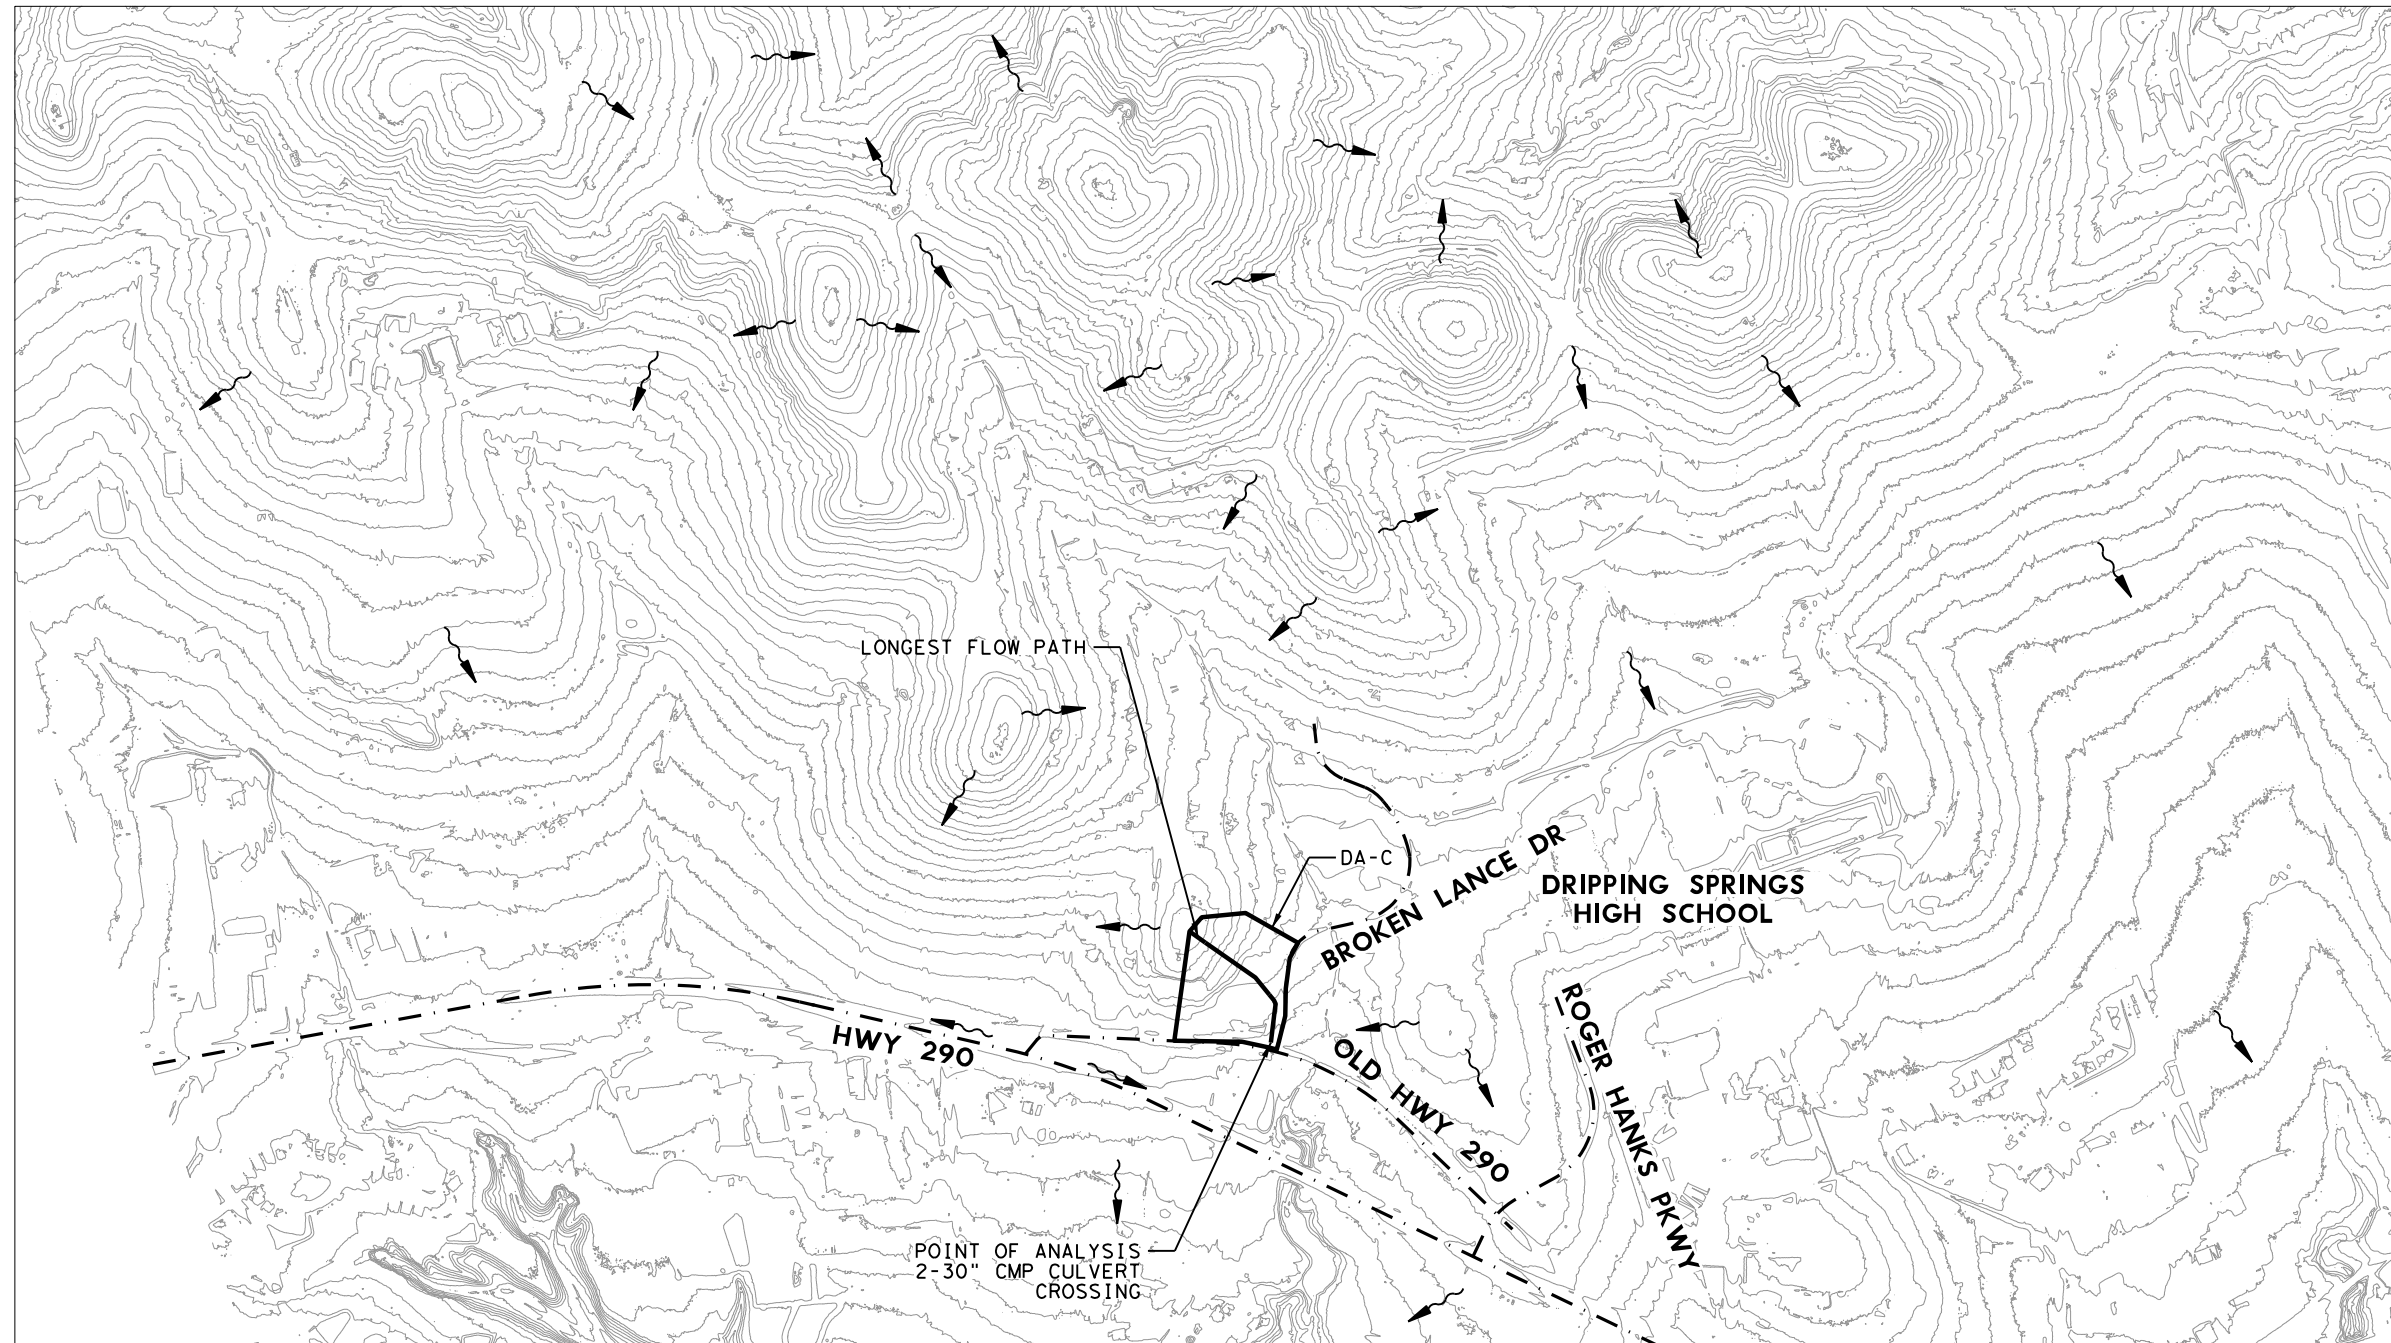 LONGEST FLOW PATH
DA-C
BROKEN LANCE DR
DRIPPING SPRINGS
HIGH SCHOOL
HWY 290
OLD HWY 290
ROGER HANKS PKWY
POINT OF ANALYSIS
2-30" CMP CULVERT
CROSSING